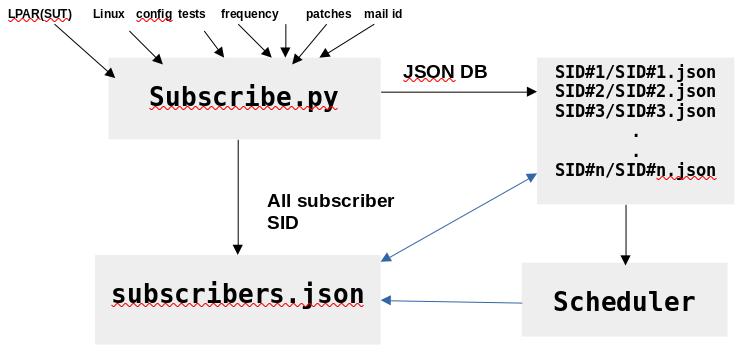 LPAR(SUT) Linux config tests frequency patches mail id
Subscribe.py
JSON DB
SID#1/SID#1.json
SID#2/SID#2.json
SID#3/SID#3.json
.
.
SID#n/SID#n.json
All subscriber
SID
subscribers.json
Scheduler